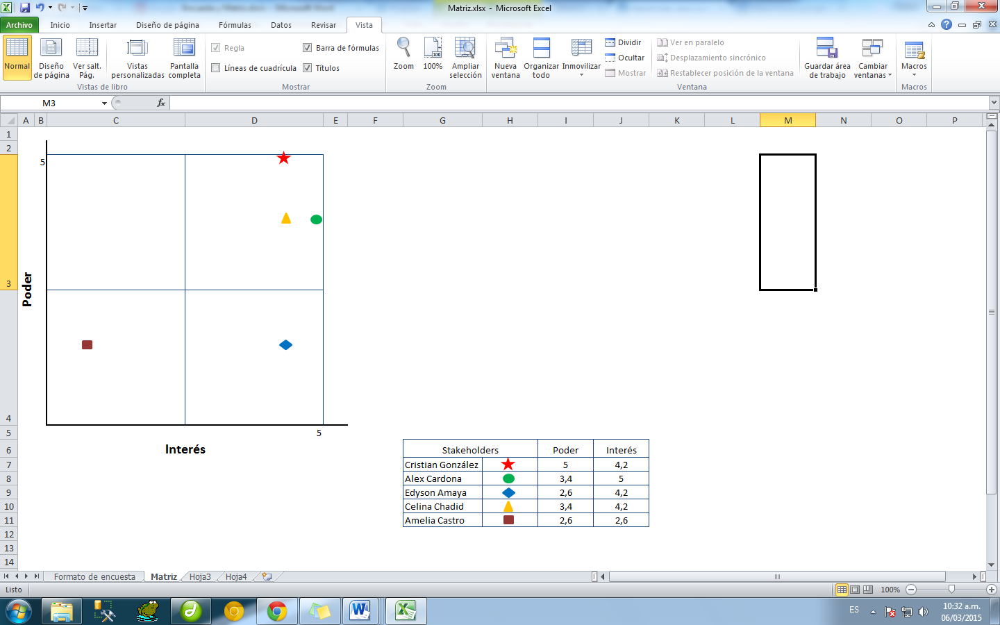 Matriz.xlsx - Microsoft Excel
Archivo Inicio Insertar Diseño de página Fórmulas Datos Revisar Vista
Normal Diseño de página Ver salt. Pág. Vistas personalizadas Pantalla completa
Vistas de libro
Regla Barra de fórmulas
Líneas de cuadrícula Títulos
Mostrar
Zoom 100% Ampliar selección
Zoom
Nueva ventana Organizar todo Inmovilizar
Dividir Ver en paralelo
Ocultar Desplazamiento sincrónico
Mostrar Restablecer posición de la ventana
Ventana
Guardar área de trabajo Cambiar ventanas
Macros
Macros
M3 fx
A B C D E F G H I J K L M N O P
1
2
5
3
Poder
4
5 5
Interés
6 Stakeholders Poder Interés
7 Cristian González 5 4,2
8 Alex Cardona 3,4 5
9 Edyson Amaya 2,6 4,2
10 Celina Chadid 3,4 4,2
11 Amelia Castro 2,6 2,6
12
13
14
Formato de encuesta Matriz Hoja3 Hoja4
Listo 100%
ES 10:32 a.m.
06/03/2015